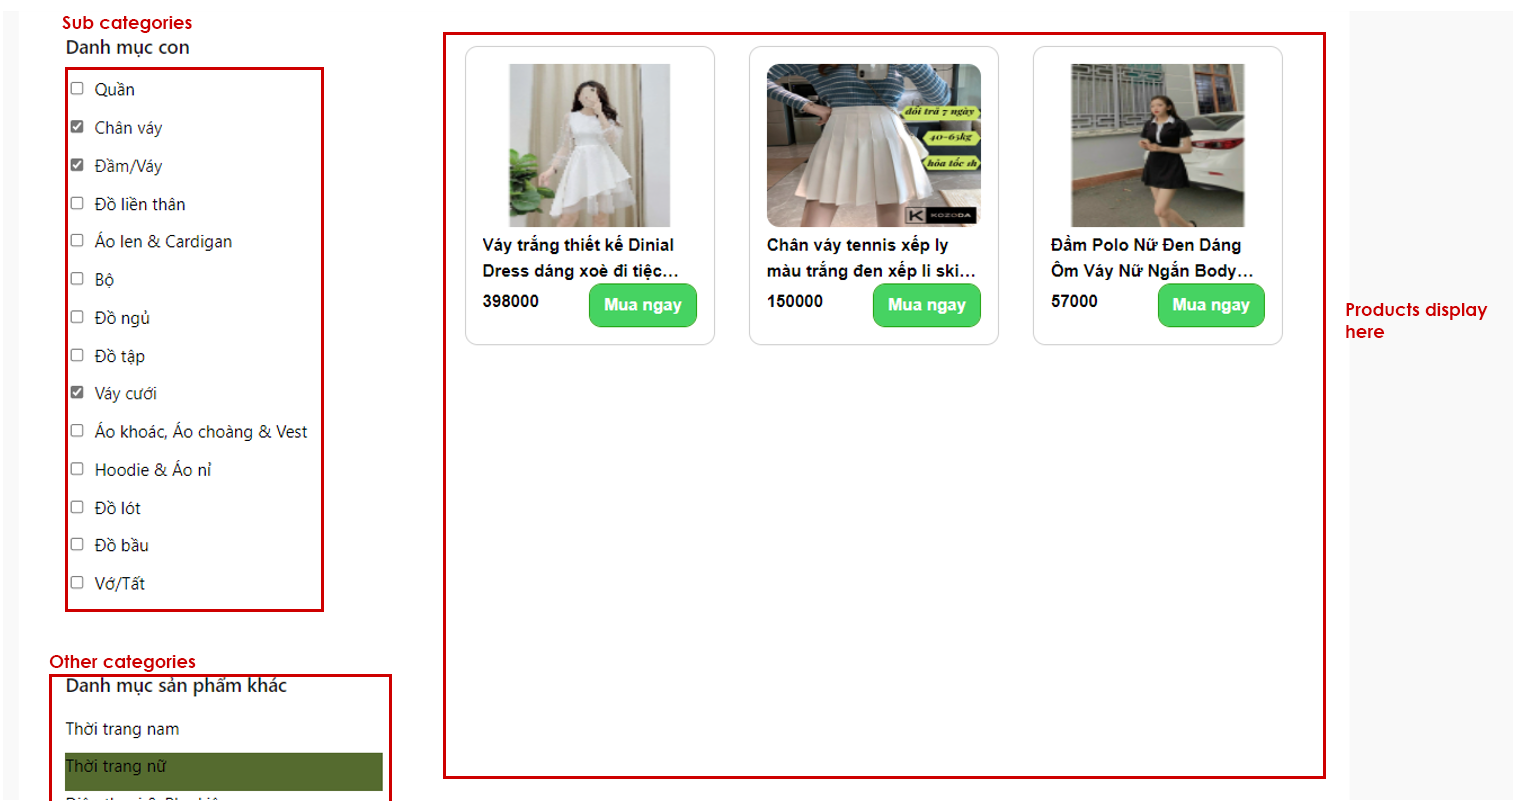 Sub categories
Danh mục con
Quần
Chân váy
Đầm/Váy
Đồ liền thân
Áo len & Cardigan
Bộ
Đồ ngủ
Đồ tập
Váy cưới
Áo khoác, Áo choàng & Vest
Hoodie & Áo nỉ
Đồ lót
Đồ bầu
Vớ/Tất
Other categories
Danh mục sản phẩm khác
Thời trang nam
Thời trang nữ
Váy trắng thiết kế Dinial
Dress dáng xoè đi tiệc...
398000
Mua ngay
đổi trả 7 ngày
40-65kg
hỏa tốc 1h
K KOZODA
Chân váy tennis xếp ly
màu trắng đen xếp li ski...
150000
Mua ngay
Đầm Polo Nữ Đen Dáng
Ôm Váy Nữ Ngắn Body...
57000
Mua ngay
Products display
here